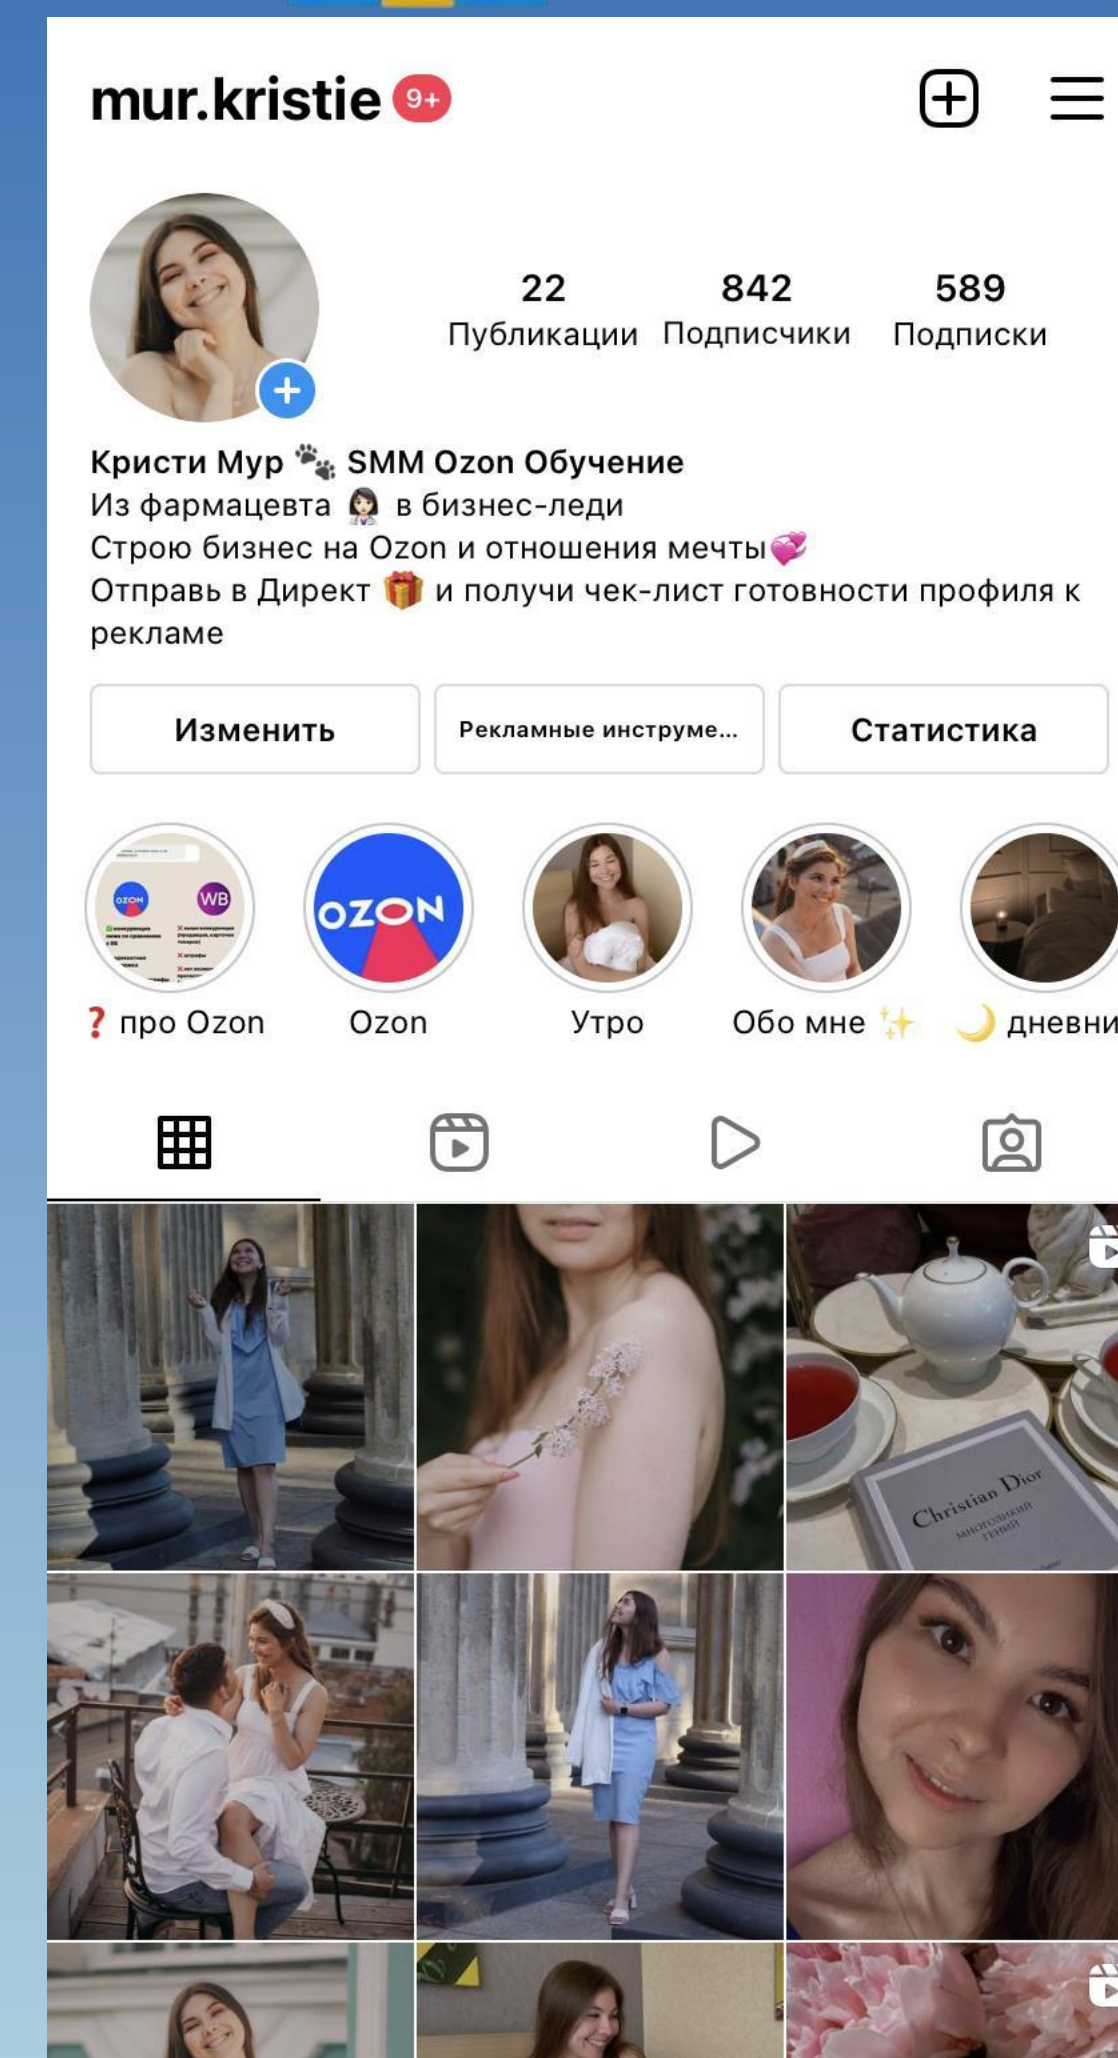 mur.kristie 9+
22 842 589
Публикации Подписчики Подписки
Кристи Мур 🐾 SMM Ozon Обучение
Из фармацевта 👩🏻‍⚕️ в бизнес-леди
Строю бизнес на Ozon и отношения мечты💞
Отправь в Директ 🎁 и получи чек-лист готовности профиля к
рекламе
Изменить Рекламные инструме... Статистика
OZON WB
OZON
❓ про Ozon Ozon Утро Обо мне ✨ 🌙 дневни
Christian Dior
МНОГОЛИКИЙ
ГЕНИЙ